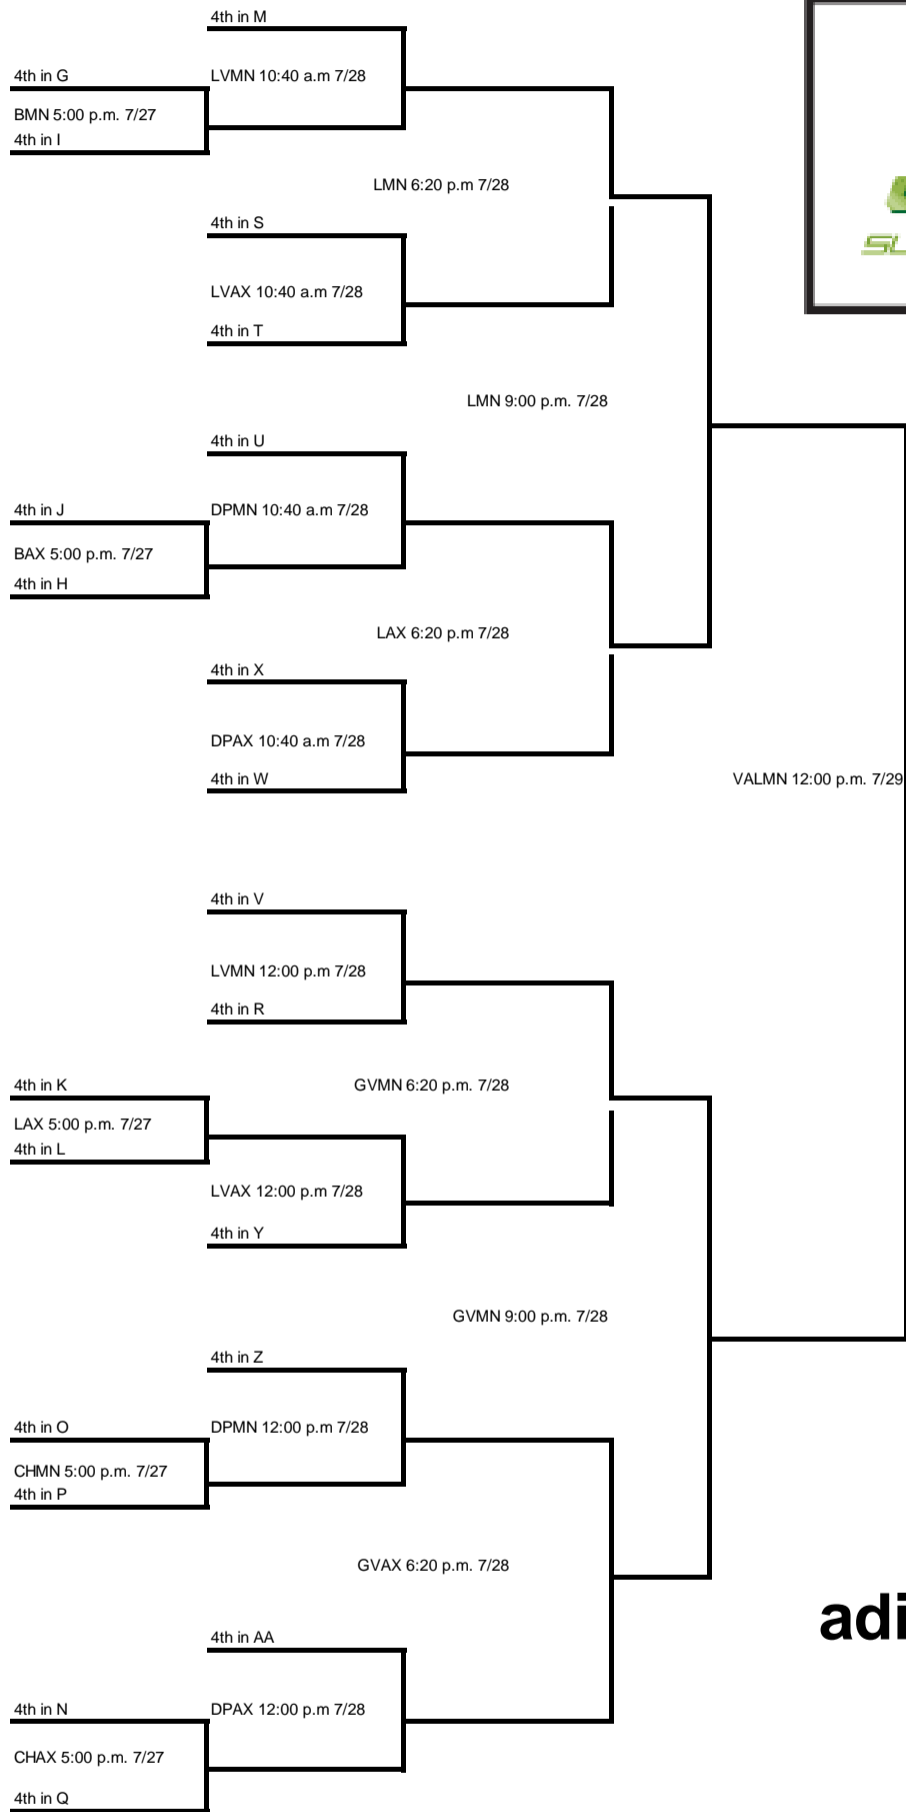 4th in M
4th in G
LVMN 10:40 a.m 7/28
BMN 5:00 p.m. 7/27
4th in I
LMN 6:20 p.m 7/28
4th in S
LVAX 10:40 a.m 7/28
4th in T
LMN 9:00 p.m. 7/28
4th in U
4th in J
DPMN 10:40 a.m 7/28
BAX 5:00 p.m. 7/27
4th in H
LAX 6:20 p.m 7/28
4th in X
DPAX 10:40 a.m 7/28
4th in W
VALMN 12:00 p.m. 7/29
4th in V
LVMN 12:00 p.m 7/28
4th in R
4th in K
GVMN 6:20 p.m. 7/28
LAX 5:00 p.m. 7/27
4th in L
LVAX 12:00 p.m 7/28
4th in Y
GVMN 9:00 p.m. 7/28
4th in Z
4th in O
DPMN 12:00 p.m 7/28
CHMN 5:00 p.m. 7/27
4th in P
GVAX 6:20 p.m. 7/28
adi
4th in AA
4th in N
DPAX 12:00 p.m 7/28
CHAX 5:00 p.m. 7/27
4th in Q